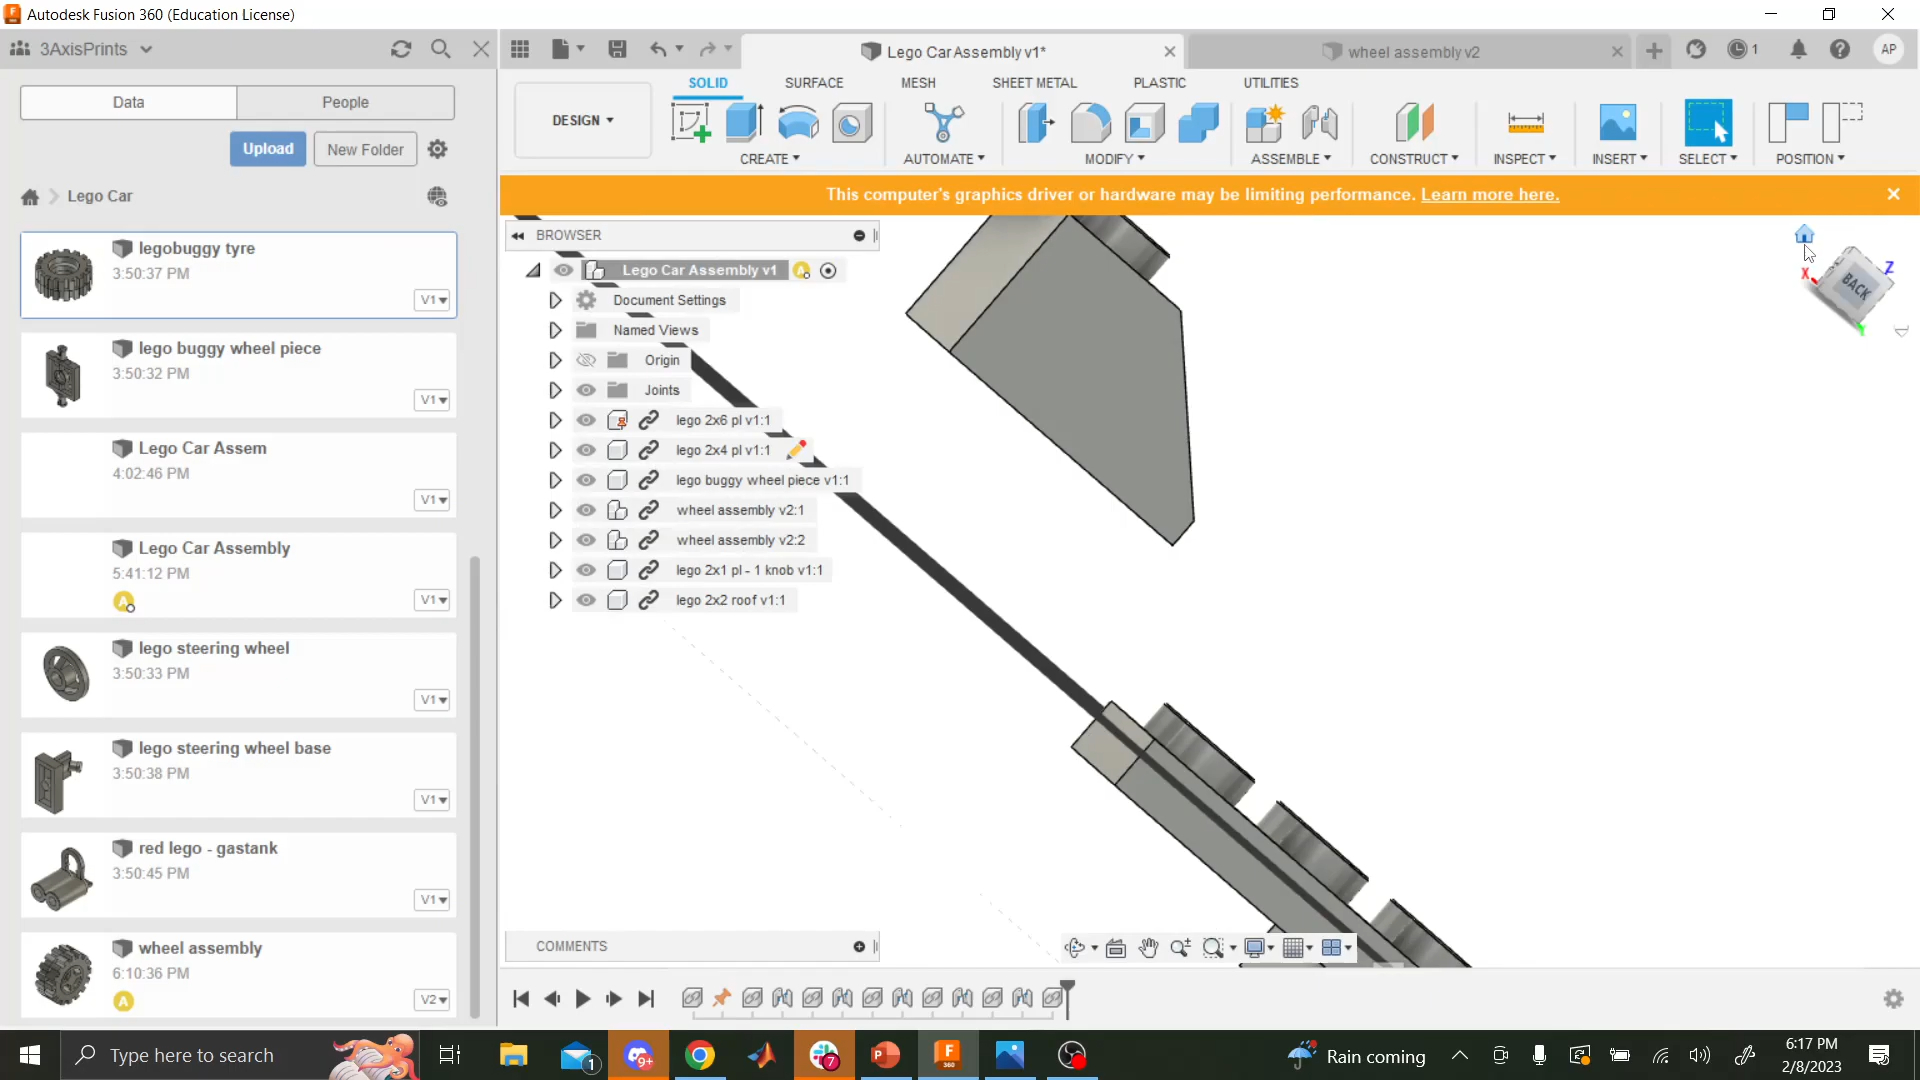 Autodesk Fusion 360 (Education License)
3AxisPrints
Lego Car Assembly v1*
wheel assembly v2
1
AP
Data
People
Upload
New Folder
Lego Car
legobuggy tyre
3:50:37 PM
V1
lego buggy wheel piece
3:50:32 PM
V1
Lego Car Assem
4:02:46 PM
V1
Lego Car Assembly
5:41:12 PM
A
V1
lego steering wheel
3:50:33 PM
V1
lego steering wheel base
3:50:38 PM
V1
red lego - gastank
3:50:45 PM
V1
wheel assembly
6:10:36 PM
A
V2
DESIGN
SOLID
SURFACE
MESH
SHEET METAL
PLASTIC
UTILITIES
CREATE
AUTOMATE
MODIFY
ASSEMBLE
CONSTRUCT
INSPECT
INSERT
SELECT
POSITION
This computer's graphics driver or hardware may be limiting performance. Learn more here.
BROWSER
Lego Car Assembly v1
Document Settings
Named Views
Origin
Joints
lego 2x6 pl v1:1
lego 2x4 pl v1:1
lego buggy wheel piece v1:1
wheel assembly v2:1
wheel assembly v2:2
lego 2x1 pl - 1 knob v1:1
lego 2x2 roof v1:1
X
Z
Y
BACK
COMMENTS
Type here to search
1
9+
7
F
360
Rain coming
6:17 PM
2/8/2023